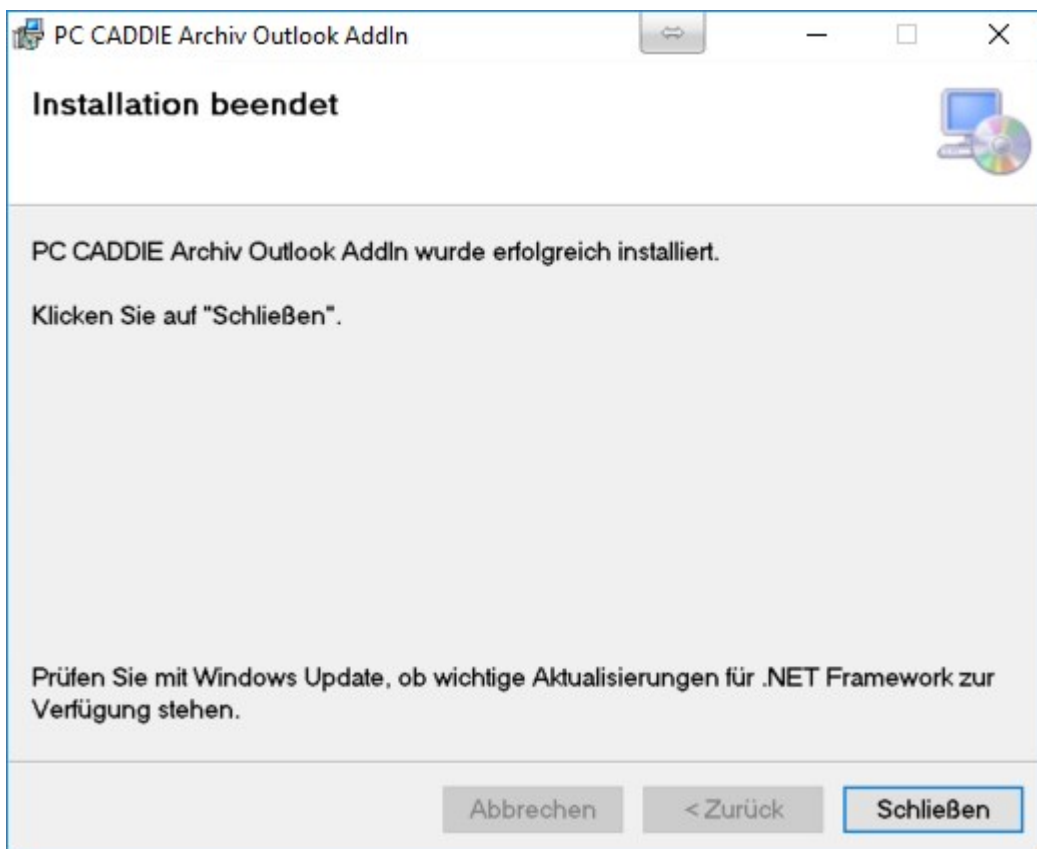 PC CADDIE Archiv Outlook AddIn
Installation beendet
PC CADDIE Archiv Outlook AddIn wurde erfolgreich installiert.
Klicken Sie auf "Schließen".
Prüfen Sie mit Windows Update, ob wichtige Aktualisierungen für .NET Framework zur
Verfügung stehen.
Abbrechen
< Zurück
Schließen